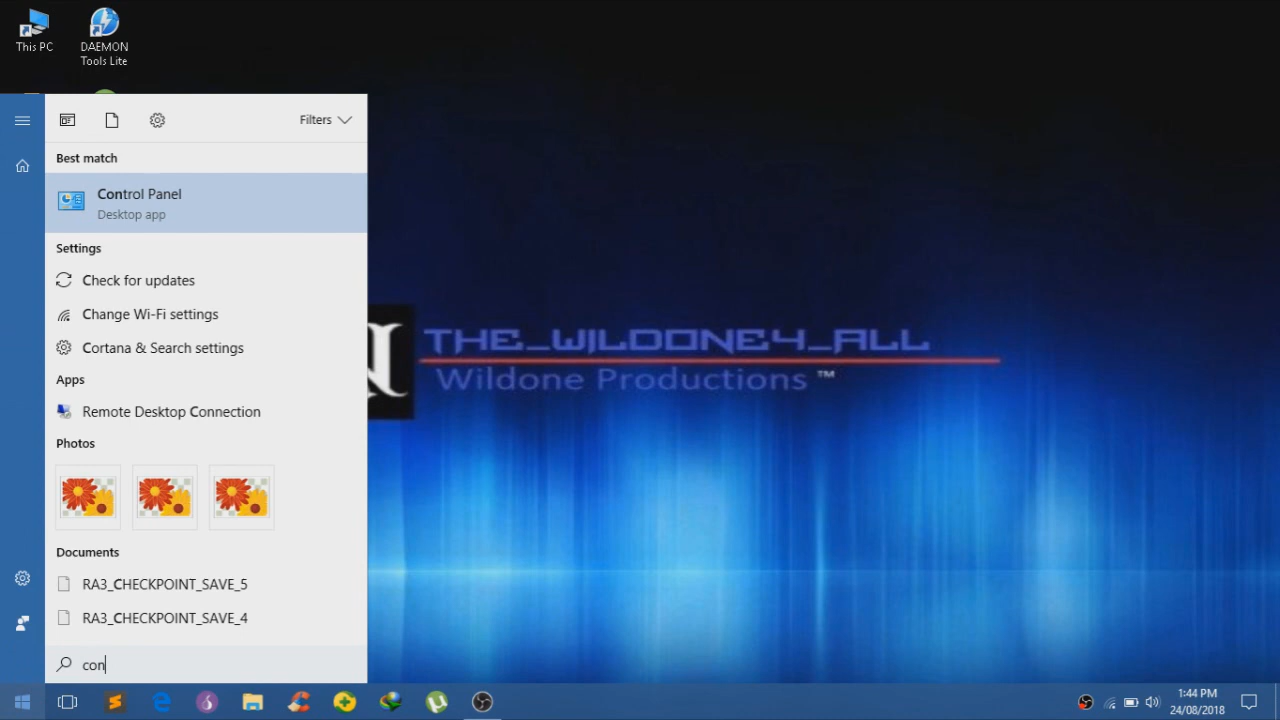 This PC
DAEMON
Tools Lite
Filters
Best match
Control Panel
Desktop app
Settings
Check for updates
Change Wi-Fi settings
Cortana & Search settings
Apps
Remote Desktop Connection
Photos
Documents
RA3_CHECKPOINT_SAVE_5
RA3_CHECKPOINT_SAVE_4
con
THE_WILDONE4_ALL
Wildone Productions ™
1:44 PM
24/08/2018